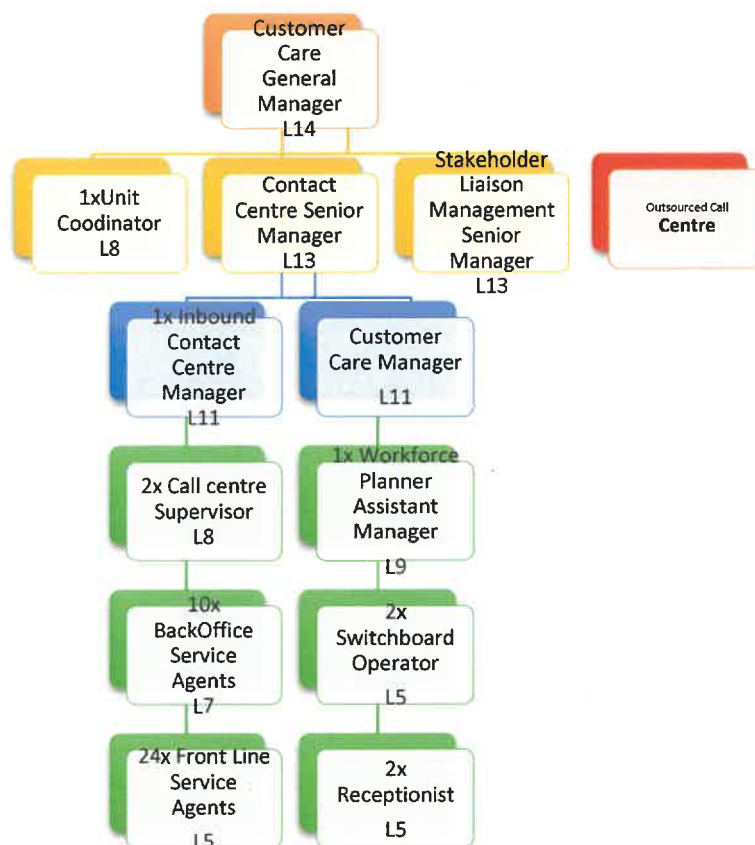 Customer
Care
General
Manager
L14
1xUnit
Coodinator
L8
Contact
Centre Senior
Manager
L13
Stakeholder
Liaison
Management
Senior
Manager
L13
Outsourced Call
Centre
1x Inbound
Contact
Centre
Manager
L11
Customer
Care Manager
L11
2x Call centre
Supervisor
L8
1x Workforce
Planner
Assistant
Manager
L9
10x
BackOffice
Service
Agents
L7
2x
Switchboard
Operator
L5
24x Front Line
Service
Agents
L5
2x
Receptionist
L5